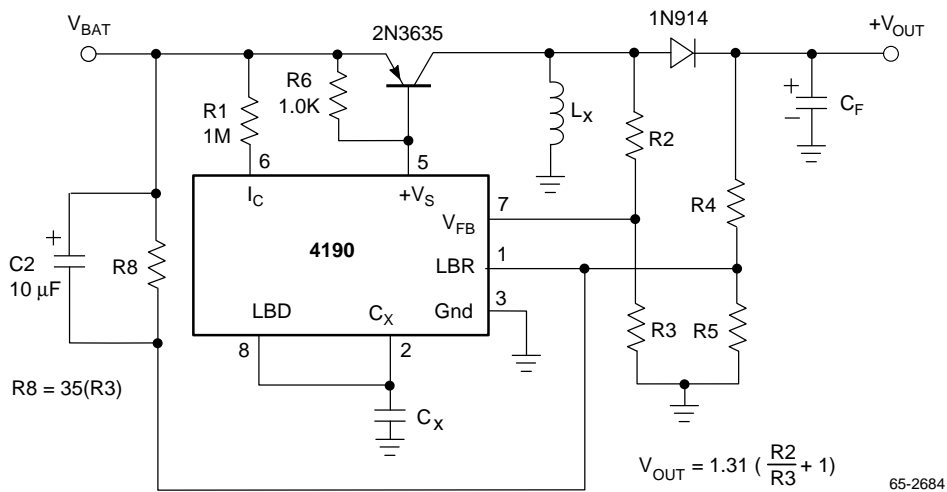 V_BAT
2N3635
1N914
+V_OUT
R6
1.0K
R1
1M
L_X
R2
+
−
C_F
6
5
I_C
+V_S
7
V_FB
R4
+
C2
10 µF
R8
4190
1
LBR
LBD
C_X
Gnd
3
R3
R5
8
2
R8 = 35(R3)
C_X
V_OUT = 1.31 ( R2/R3 + 1)
65-2684